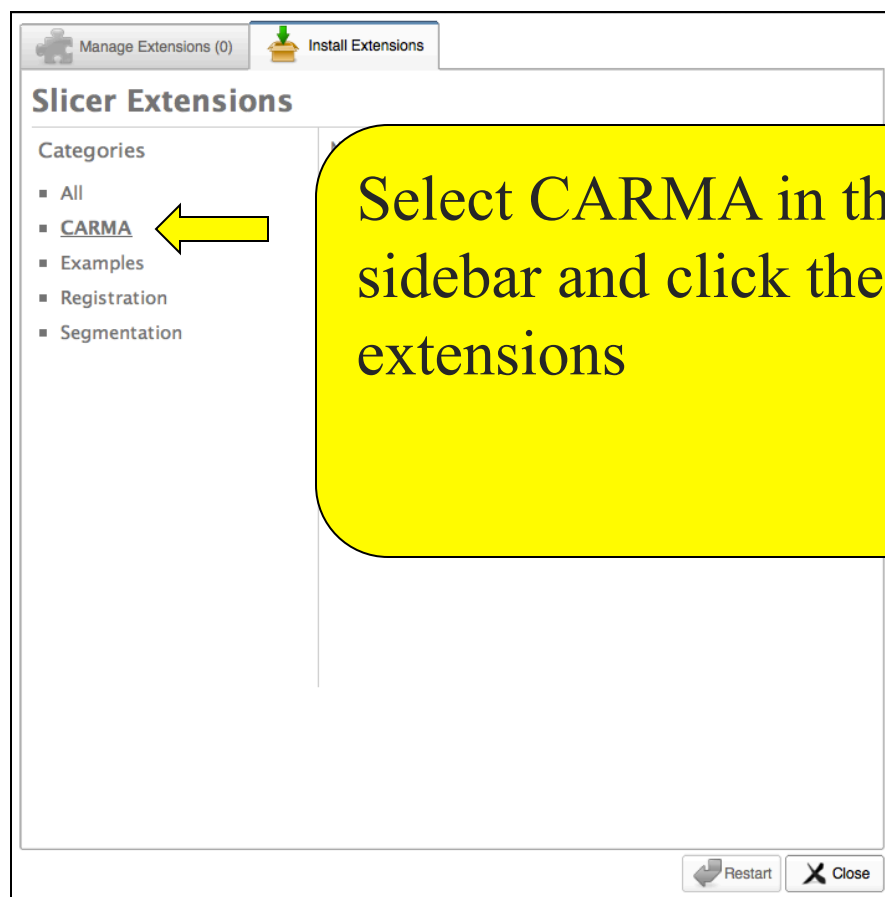 Manage Extensions (0)
Install Extensions
Slicer Extensions
Categories
All
CARMA
Examples
Registration
Segmentation
Select CARMA in th
sidebar and click the
extensions
Restart
Close